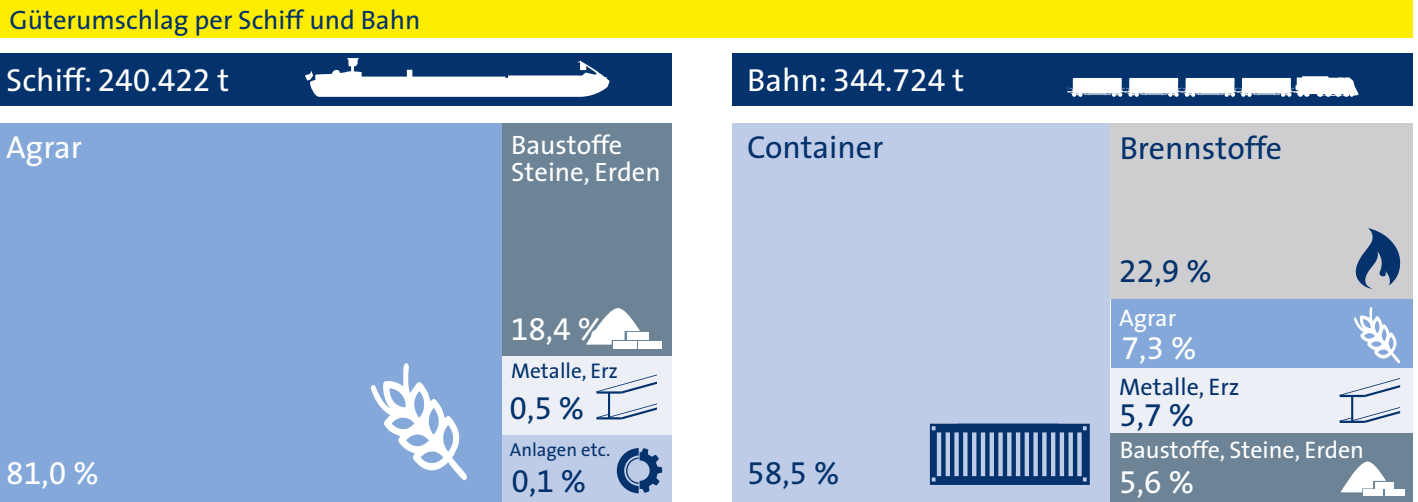 Güterumschlag per Schiff und Bahn
Schiff: 240.422 t
Agrar
81,0 %
Baustoffe
Steine, Erden
18,4 %
Metalle, Erz
0,5 %
Anlagen etc.
0,1 %
Bahn: 344.724 t
Container
58,5 %
Brennstoffe
22,9 %
Agrar
7,3 %
Metalle, Erz
5,7 %
Baustoffe, Steine, Erden
5,6 %